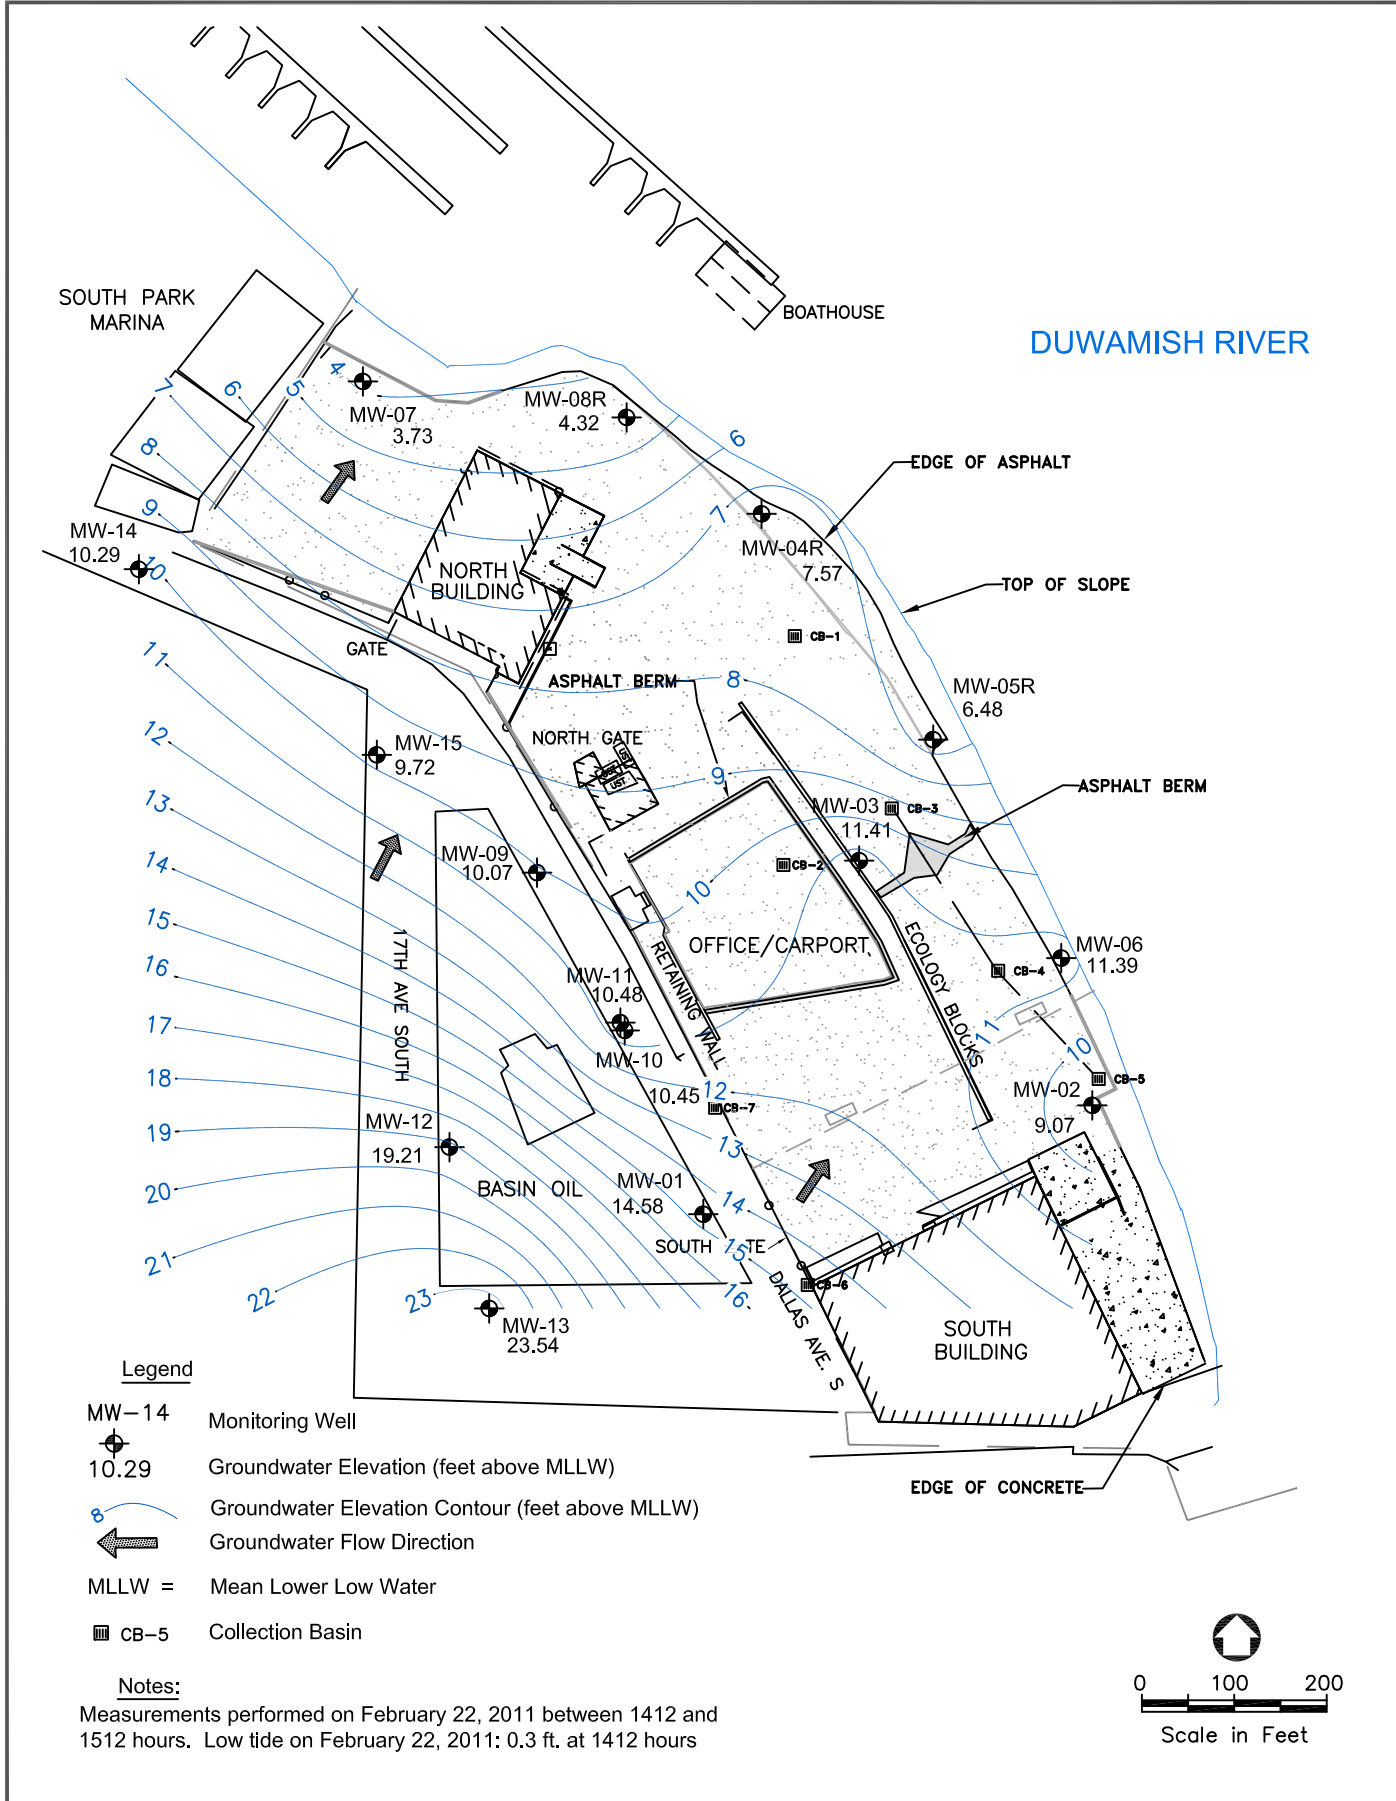 SOUTH PARK
MARINA
BOATHOUSE
DUWAMISH RIVER
4
5
6
7
8
9
10
11
12
13
14
15
16
17
18
19
20
21
22
23
MW-07
3.73
MW-08R
4.32
6
EDGE OF ASPHALT
7
MW-04R
7.57
MW-14
10.29
NORTH
BUILDING
TOP OF SLOPE
CB-1
GATE
ASPHALT BERM
8
MW-05R
6.48
NORTH GATE
MW-15
9.72
UST
UST
9
ASPHALT BERM
MW-03
11.41
CB-3
MW-09
10.07
CB-2
10
OFFICE/CARPORT
ECOLOGY BLOCKS
MW-06
11.39
CB-4
17TH AVE SOUTH
RETAINING WALL
MW-11
10.48
11
10
MW-10
10.45
12
CB-7
CB-5
MW-02
9.07
MW-12
19.21
13
BASIN OIL
MW-01
14.58
14
SOUTH
TE
15
16
CB-6
DALLAS AVE. S
MW-13
23.54
SOUTH
BUILDING
EDGE OF CONCRETE
Legend
MW-14
10.29
Monitoring Well
Groundwater Elevation (feet above MLLW)
8
Groundwater Elevation Contour (feet above MLLW)
Groundwater Flow Direction
MLLW = Mean Lower Low Water
CB-5 Collection Basin
Notes:
Measurements performed on February 22, 2011 between 1412 and
1512 hours. Low tide on February 22, 2011: 0.3 ft. at 1412 hours
0 100 200
Scale in Feet